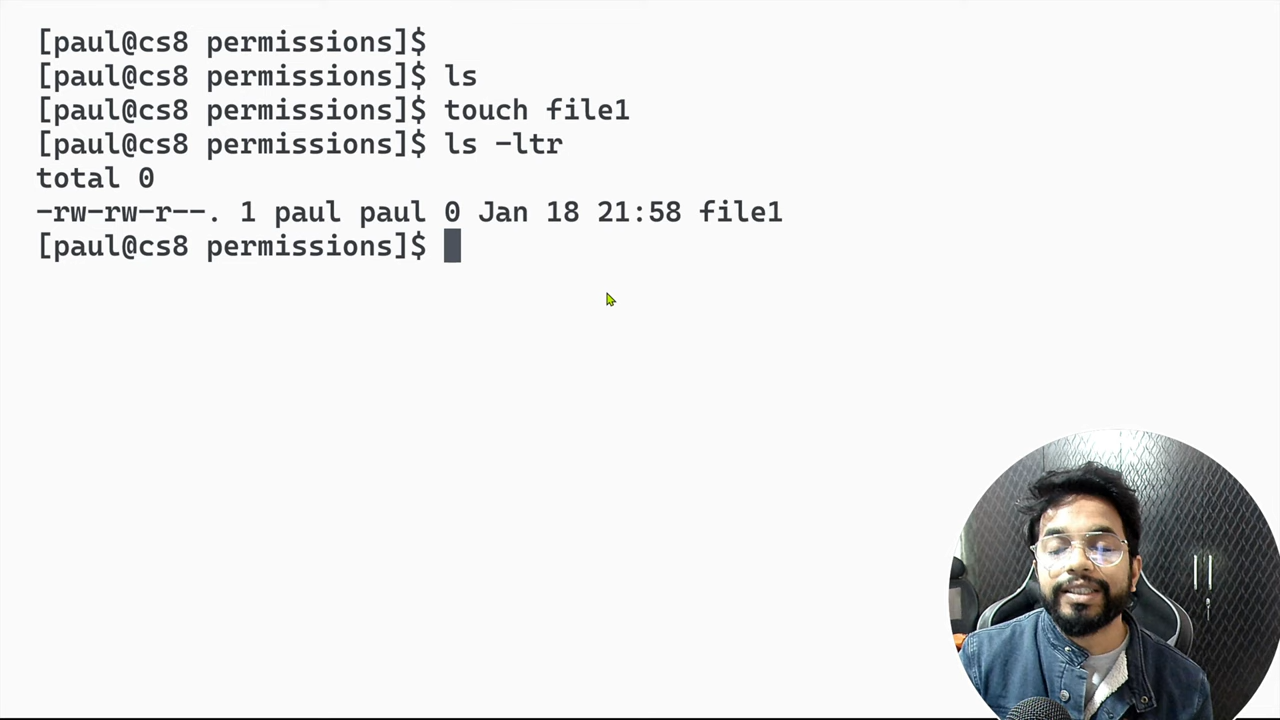 [paul@cs8 permissions]$
[paul@cs8 permissions]$ ls
[paul@cs8 permissions]$ touch file1
[paul@cs8 permissions]$ ls -ltr
total 0
-rw-rw-r--. 1 paul paul 0 Jan 18 21:58 file1
[paul@cs8 permissions]$